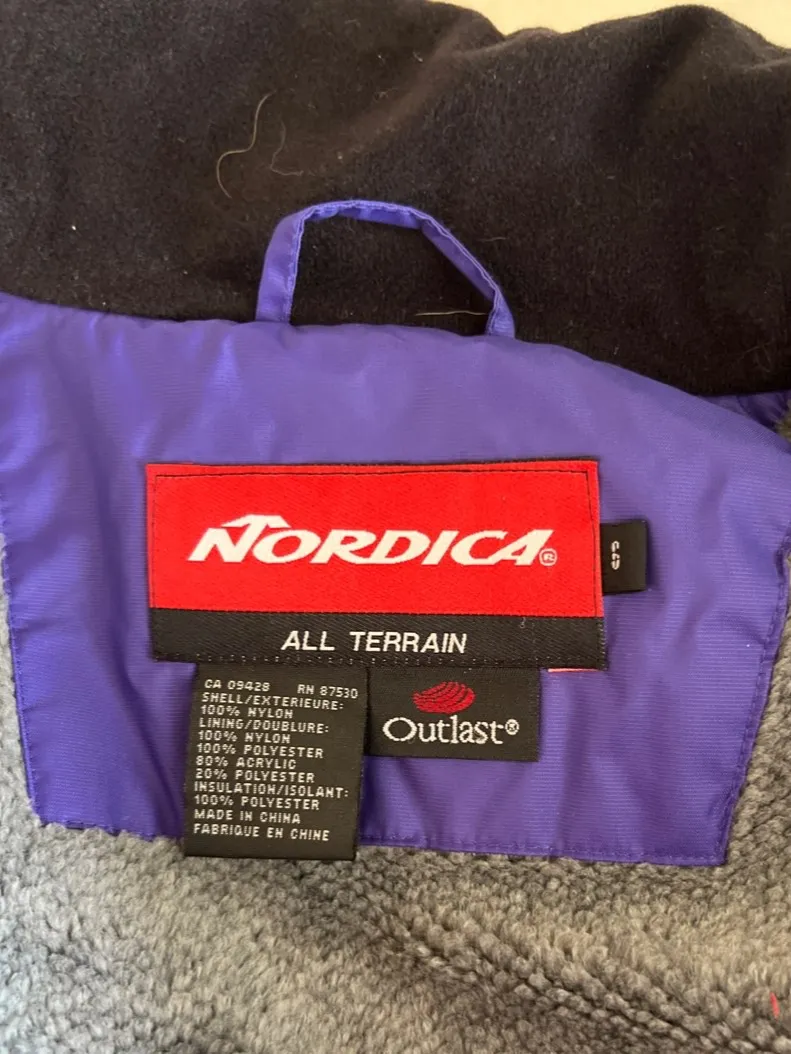 NORDICA®
ALL TERRAIN
CA 09428 RN 87530
SHELL/EXTERIEURE:
100% NYLON
LINING/DOUBLURE:
100% NYLON
100% POLYESTER
80% ACRYLIC
20% POLYESTER
INSULATION/ISOLANT:
100% POLYESTER
MADE IN CHINA
FABRIQUE EN CHINE
Outlast®